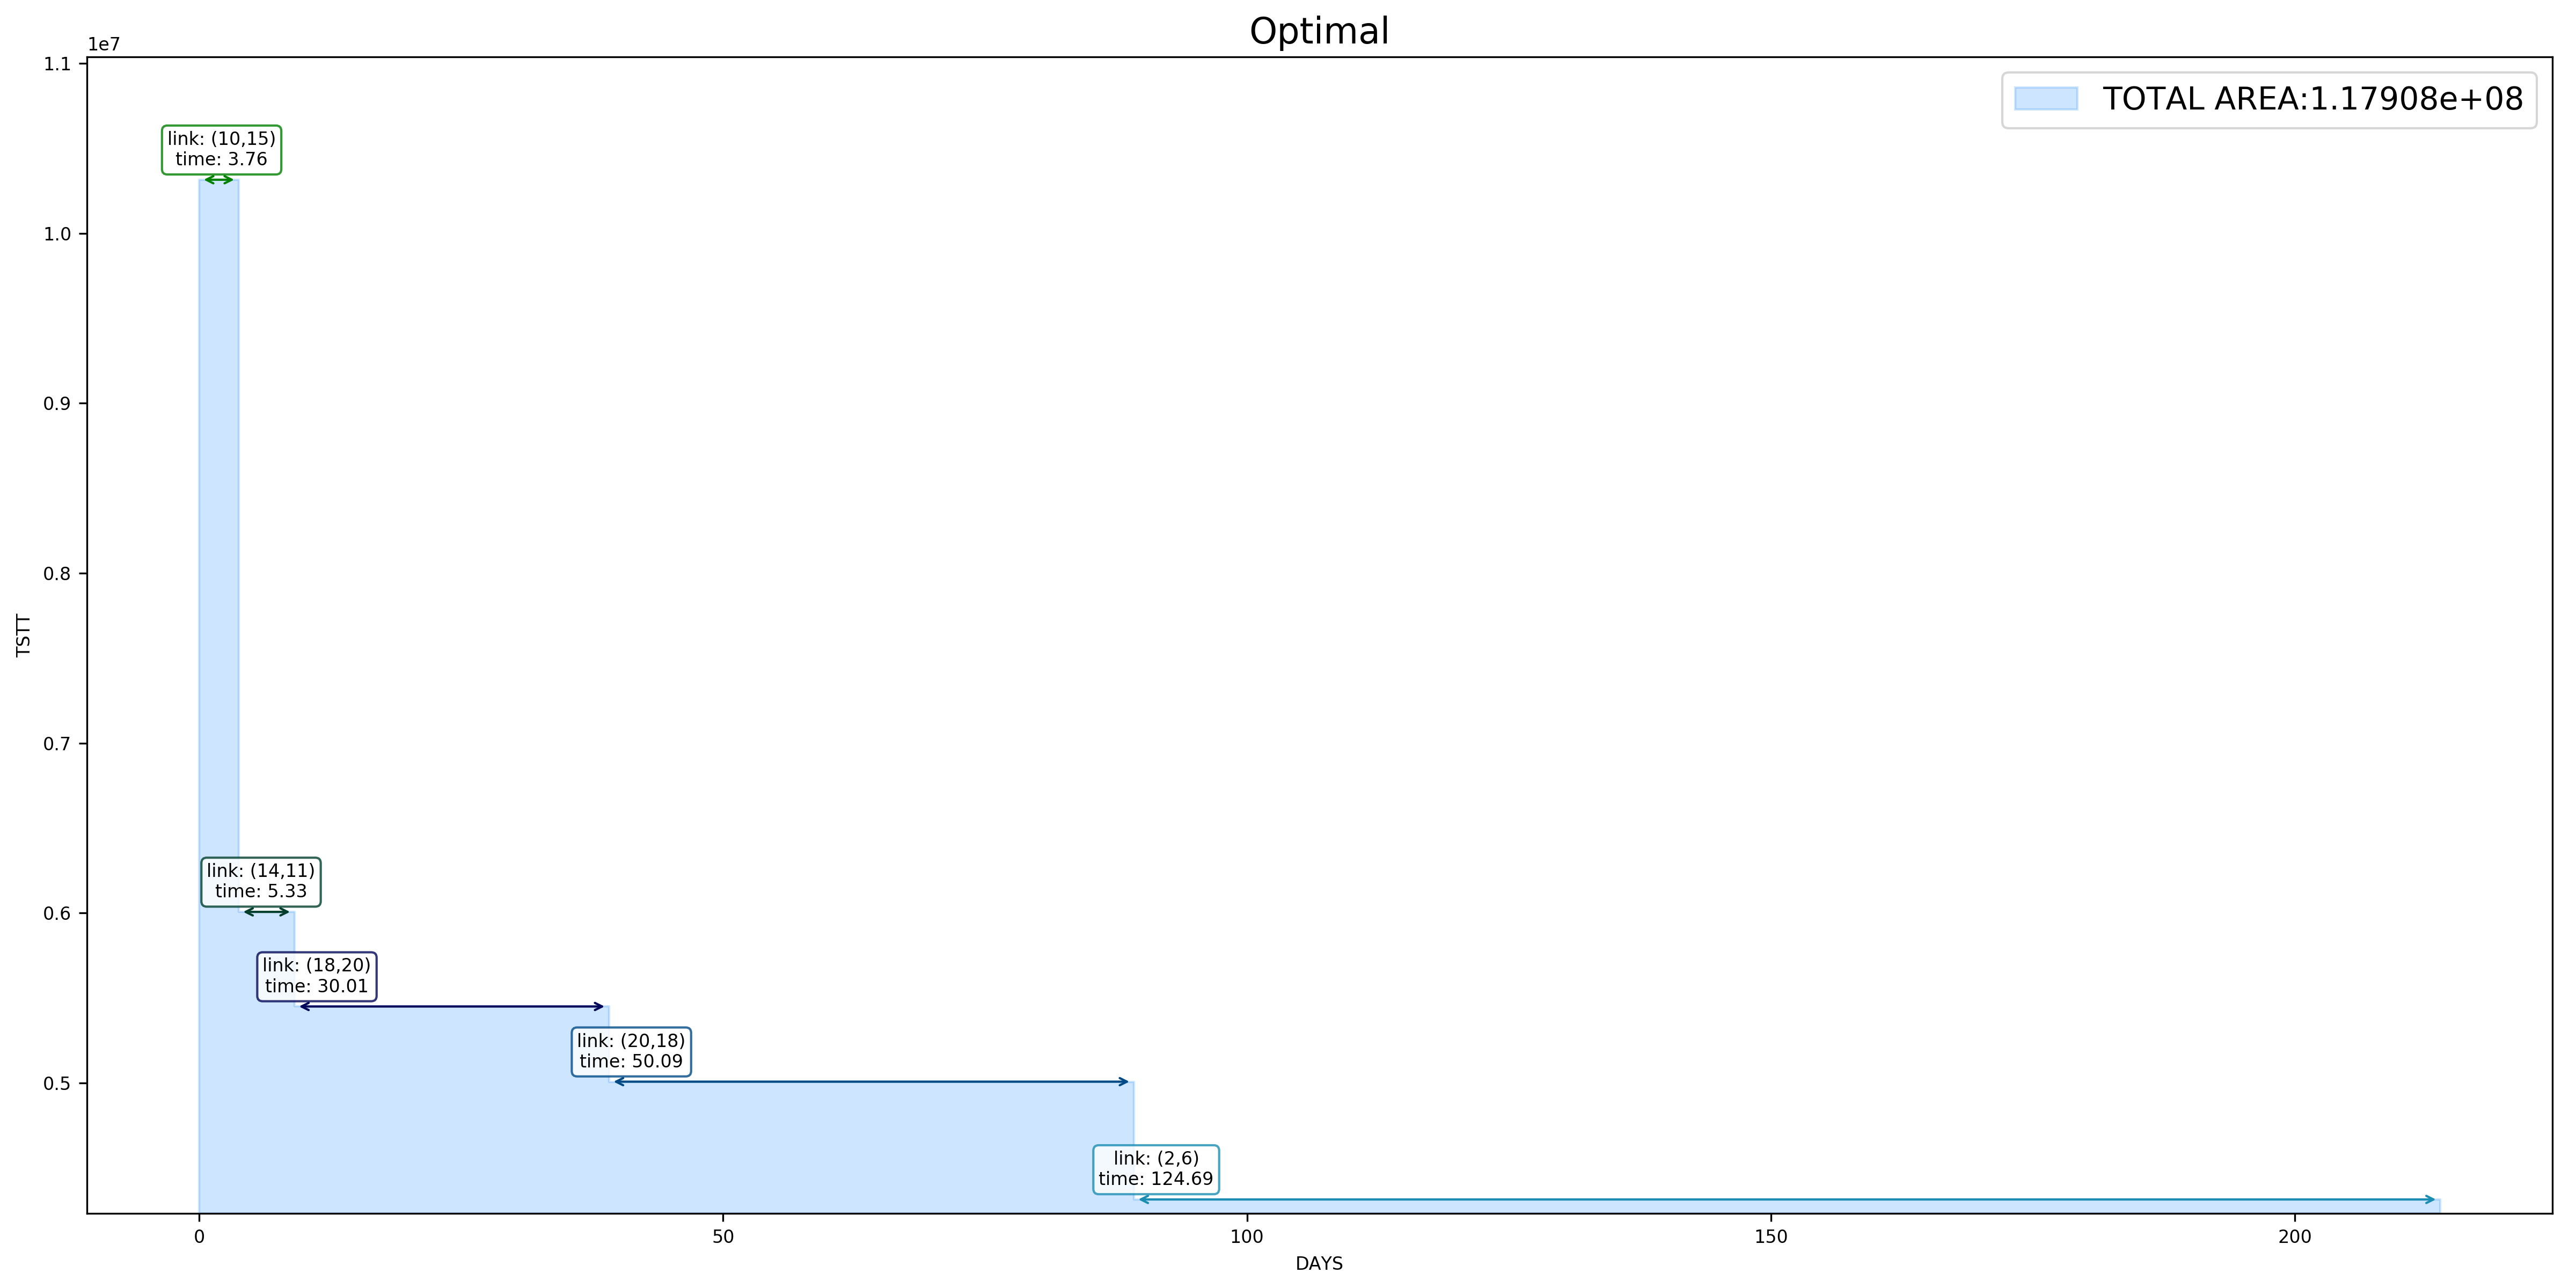 Optimal
1e7
1.1
1.0
0.9
0.8
0.7
0.6
0.5
TSTT
TOTAL AREA:1.17908e+08
link: (10,15)
time: 3.76
link: (14,11)
time: 5.33
link: (18,20)
time: 30.01
link: (20,18)
time: 50.09
link: (2,6)
time: 124.69
0
50
100
150
200
DAYS